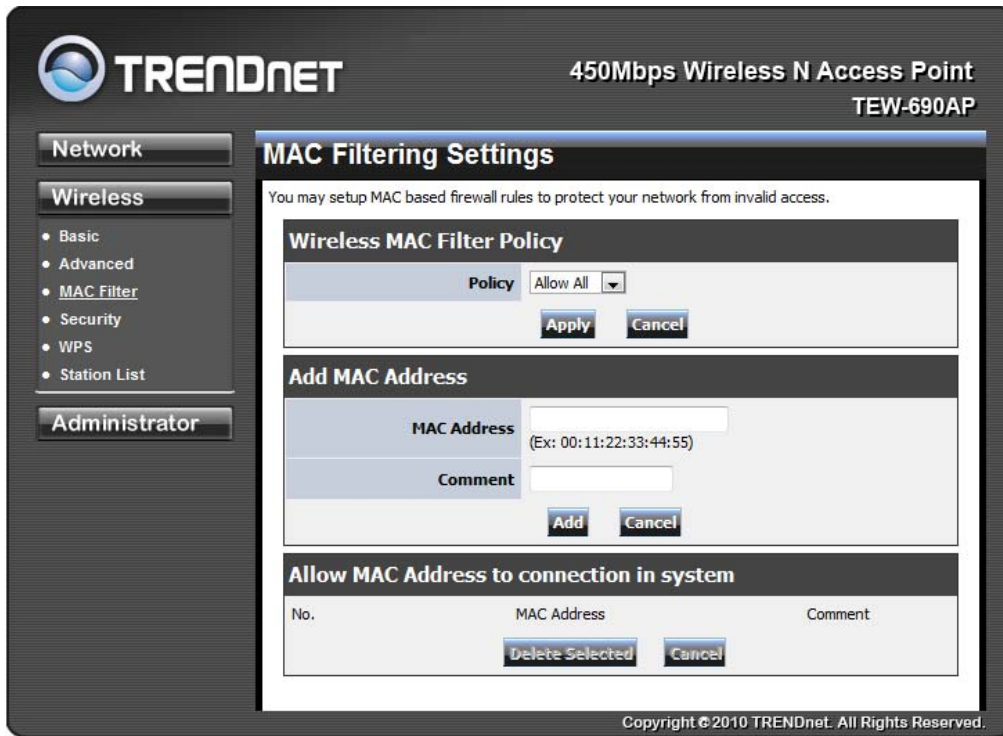 TRENDNET
450Mbps Wireless N Access Point
TEW-690AP
Network
Wireless
• Basic
• Advanced
• MAC Filter
• Security
• WPS
• Station List
Administrator
MAC Filtering Settings
You may setup MAC based firewall rules to protect your network from invalid access.
Wireless MAC Filter Policy
Policy Allow All
Apply Cancel
Add MAC Address
MAC Address
(Ex: 00:11:22:33:44:55)
Comment
Add Cancel
Allow MAC Address to connection in system
No. MAC Address Comment
Delete Selected Cancel
Copyright © 2010 TRENDnet. All Rights Reserved.